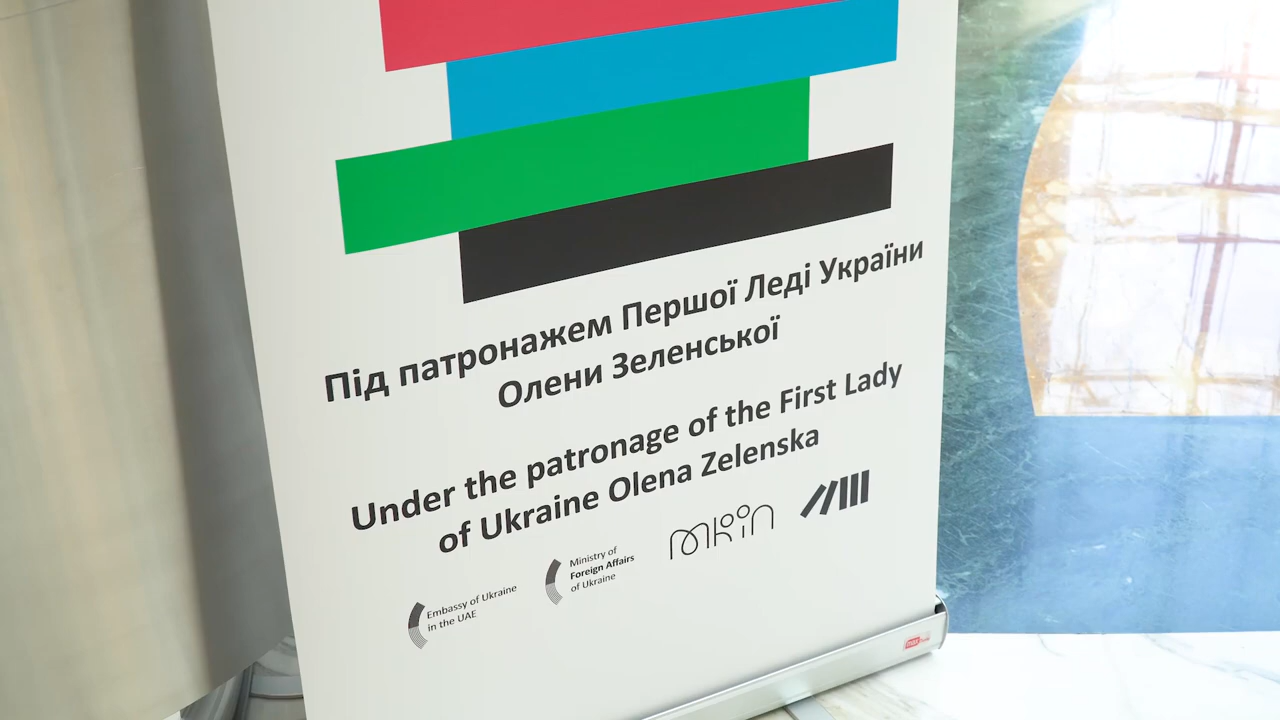 Під патронажем Першої Леді України
Олени Зеленської
Under the patronage of the First Lady
of Ukraine Olena Zelenska
Embassy of Ukraine
in the UAE
Ministry of
Foreign Affairs
of Ukraine
мкіп